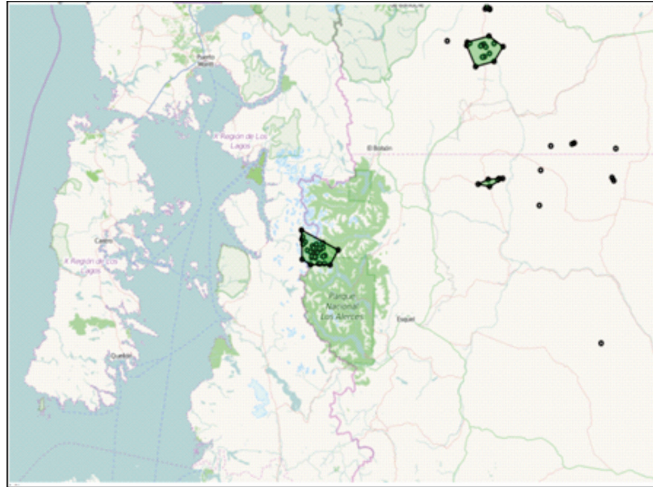 Puerto
Montt
X Región de Los
Lagos
El Bolsón
Castro
X Región de Los
Lagos
Parque
Nacional
Los Alerces
Esquel
Quellón